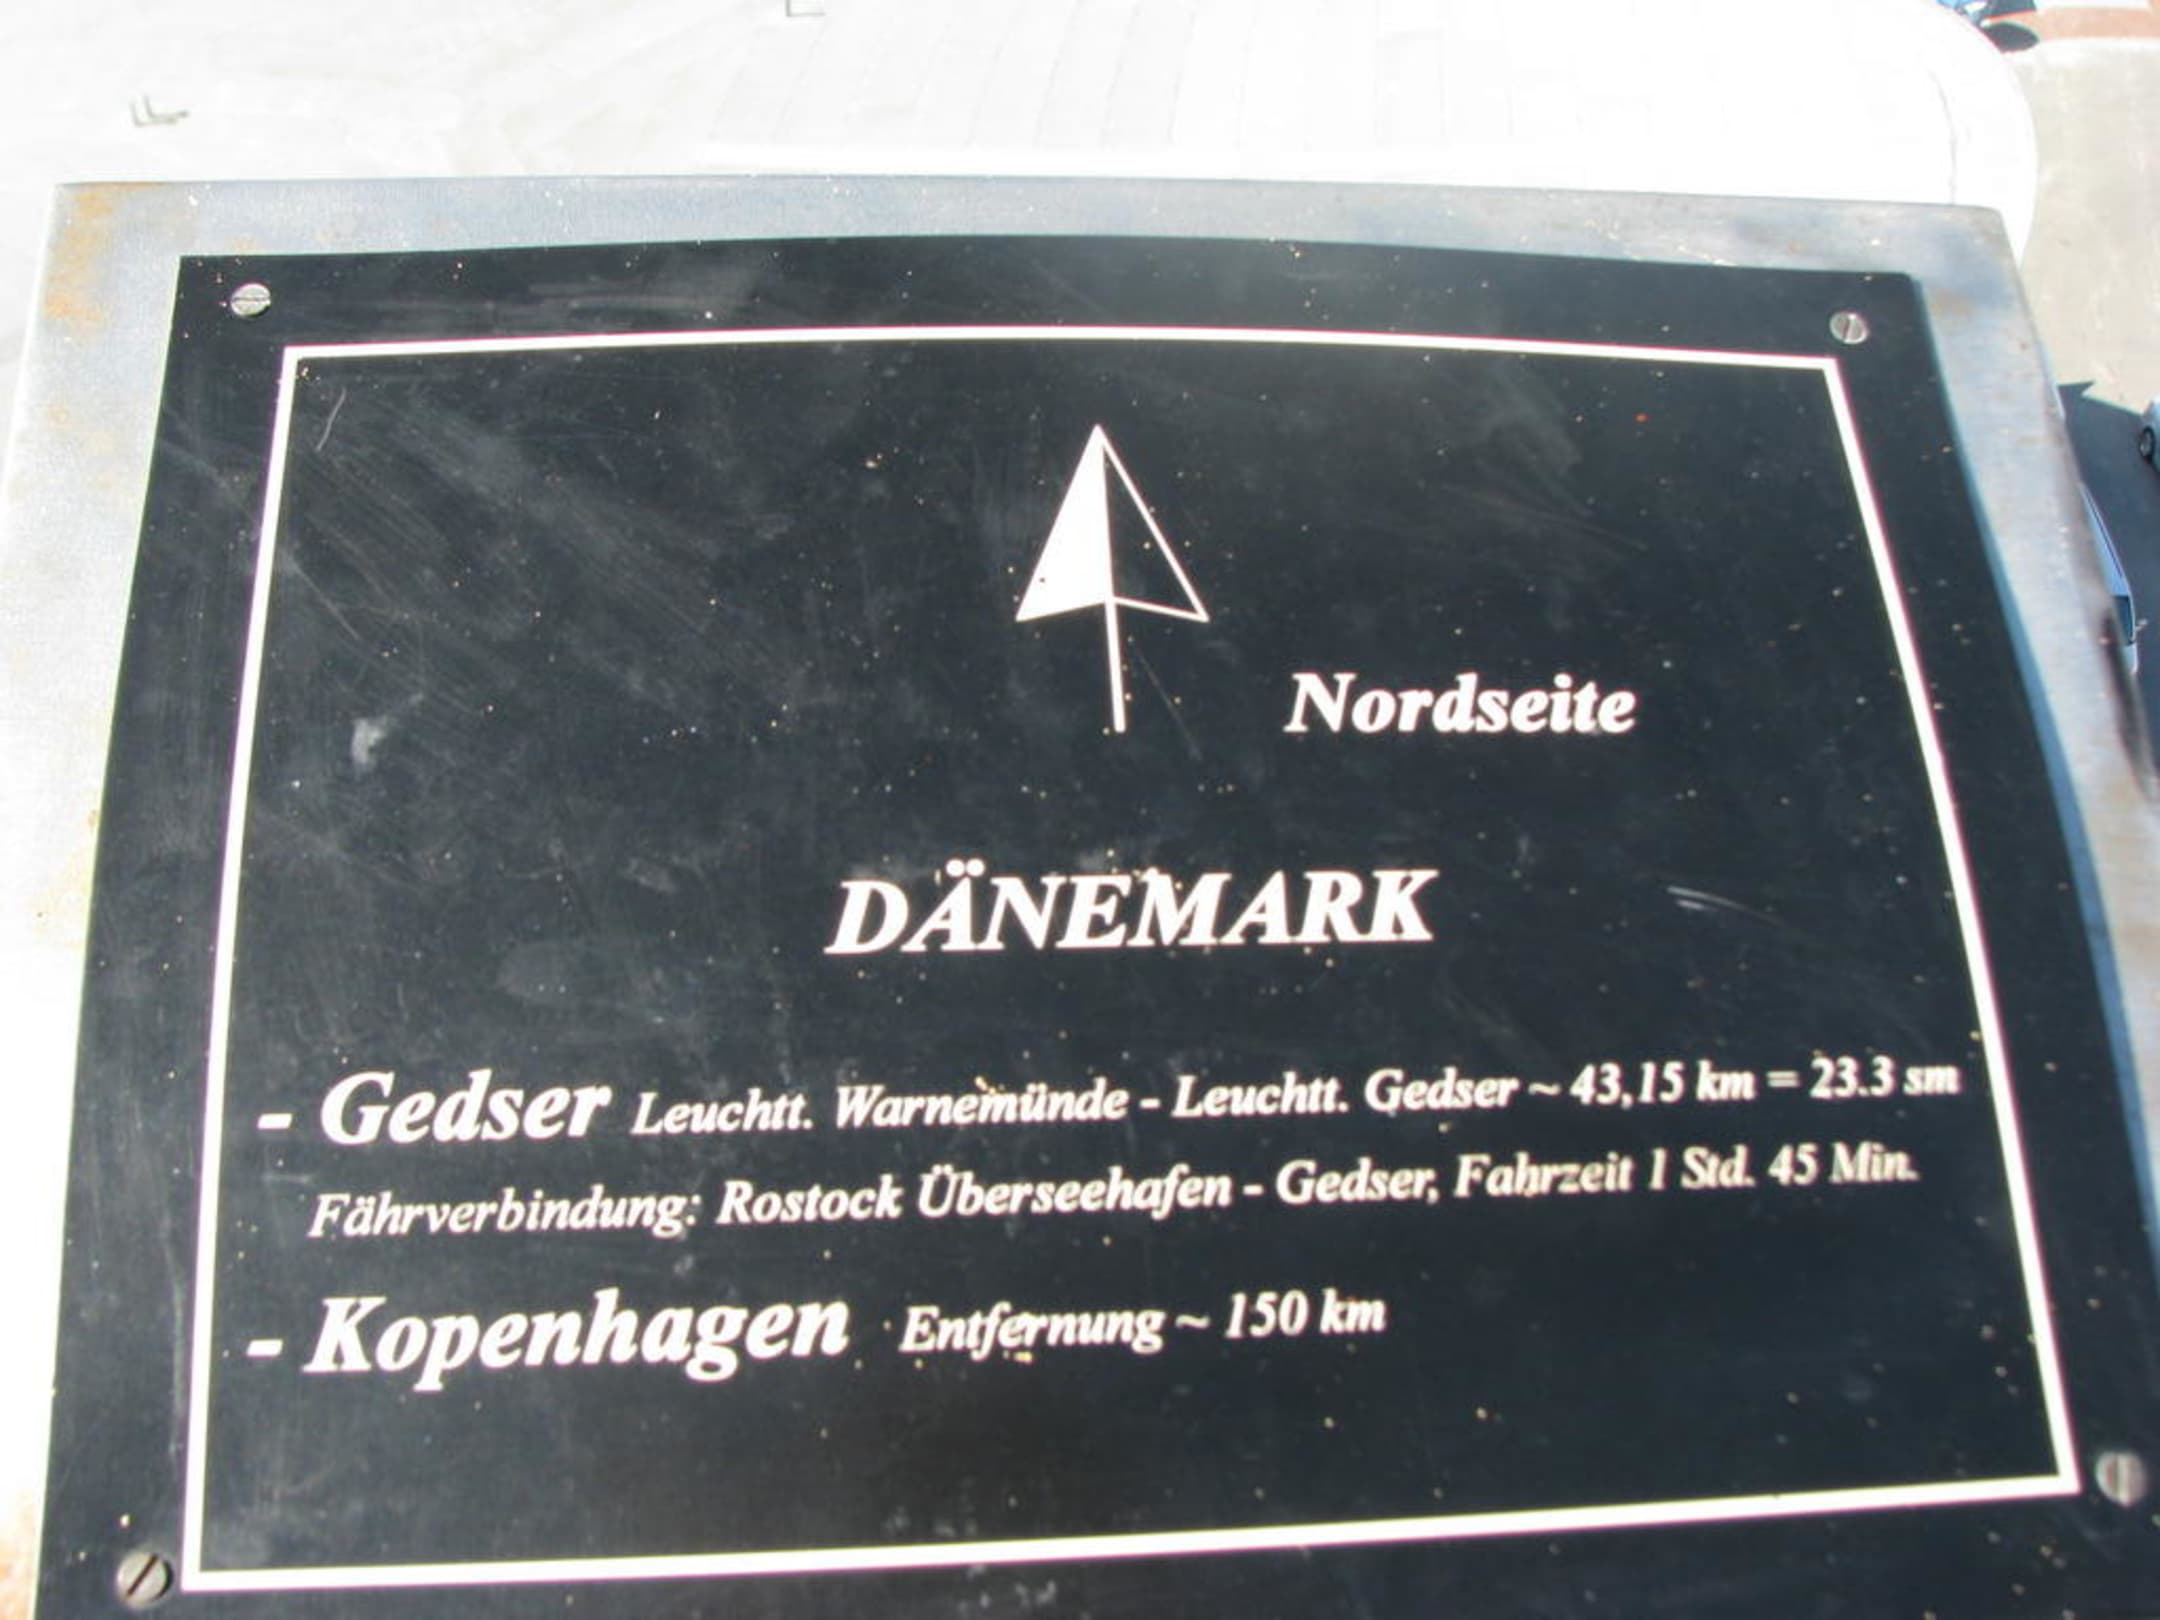 Nordseite
DÄNEMARK
- Gedser Leuchtt. Warnemünde - Leuchtt. Gedser ~ 43,15 km = 23.3 sm
Fährverbindung: Rostock Überseehafen - Gedser, Fahrzeit 1 Std. 45 Min.
- Kopenhagen Entfernung ~ 150 km